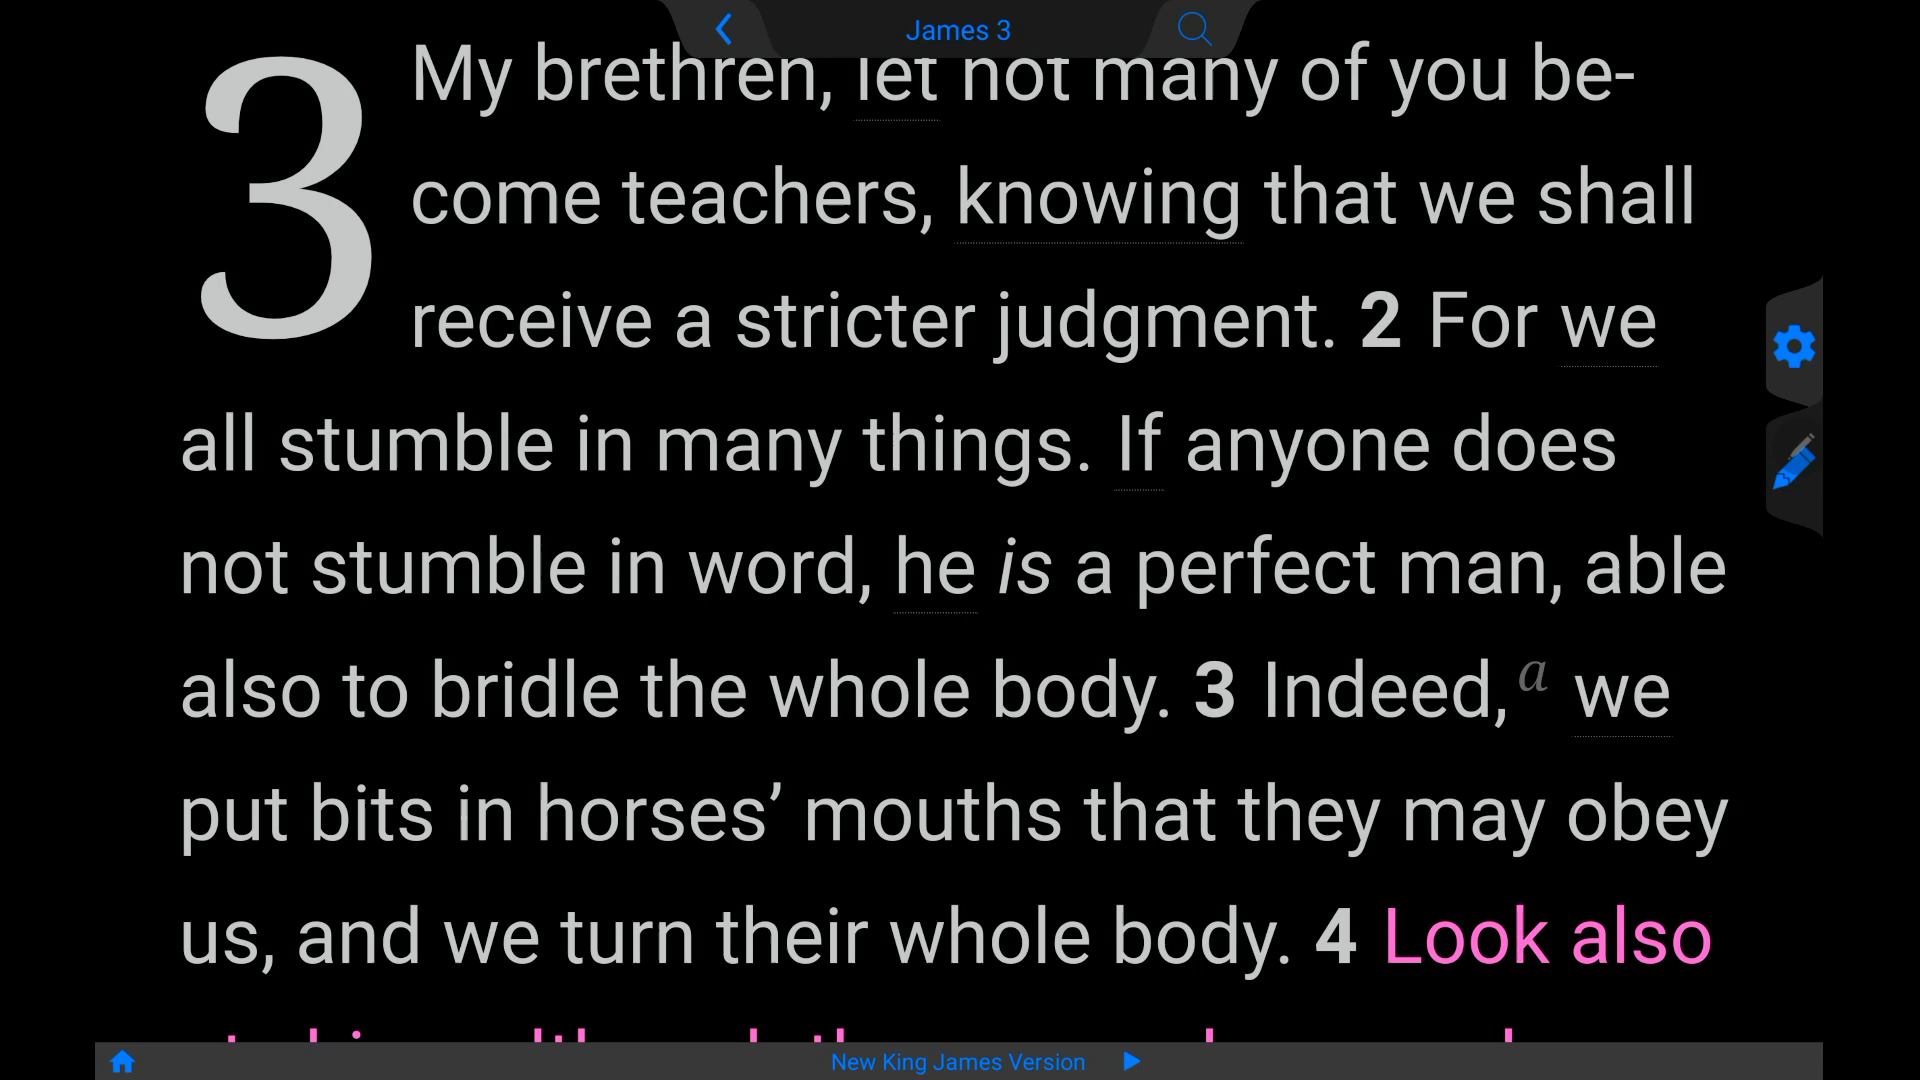 James 3
3 My brethren, let not many of you be-
come teachers, knowing that we shall
receive a stricter judgment. 2 For we
all stumble in many things. If anyone does
not stumble in word, he is a perfect man, able
also to bridle the whole body. 3 Indeed,a we
put bits in horses’ mouths that they may obey
us, and we turn their whole body. 4 Look also
New King James Version